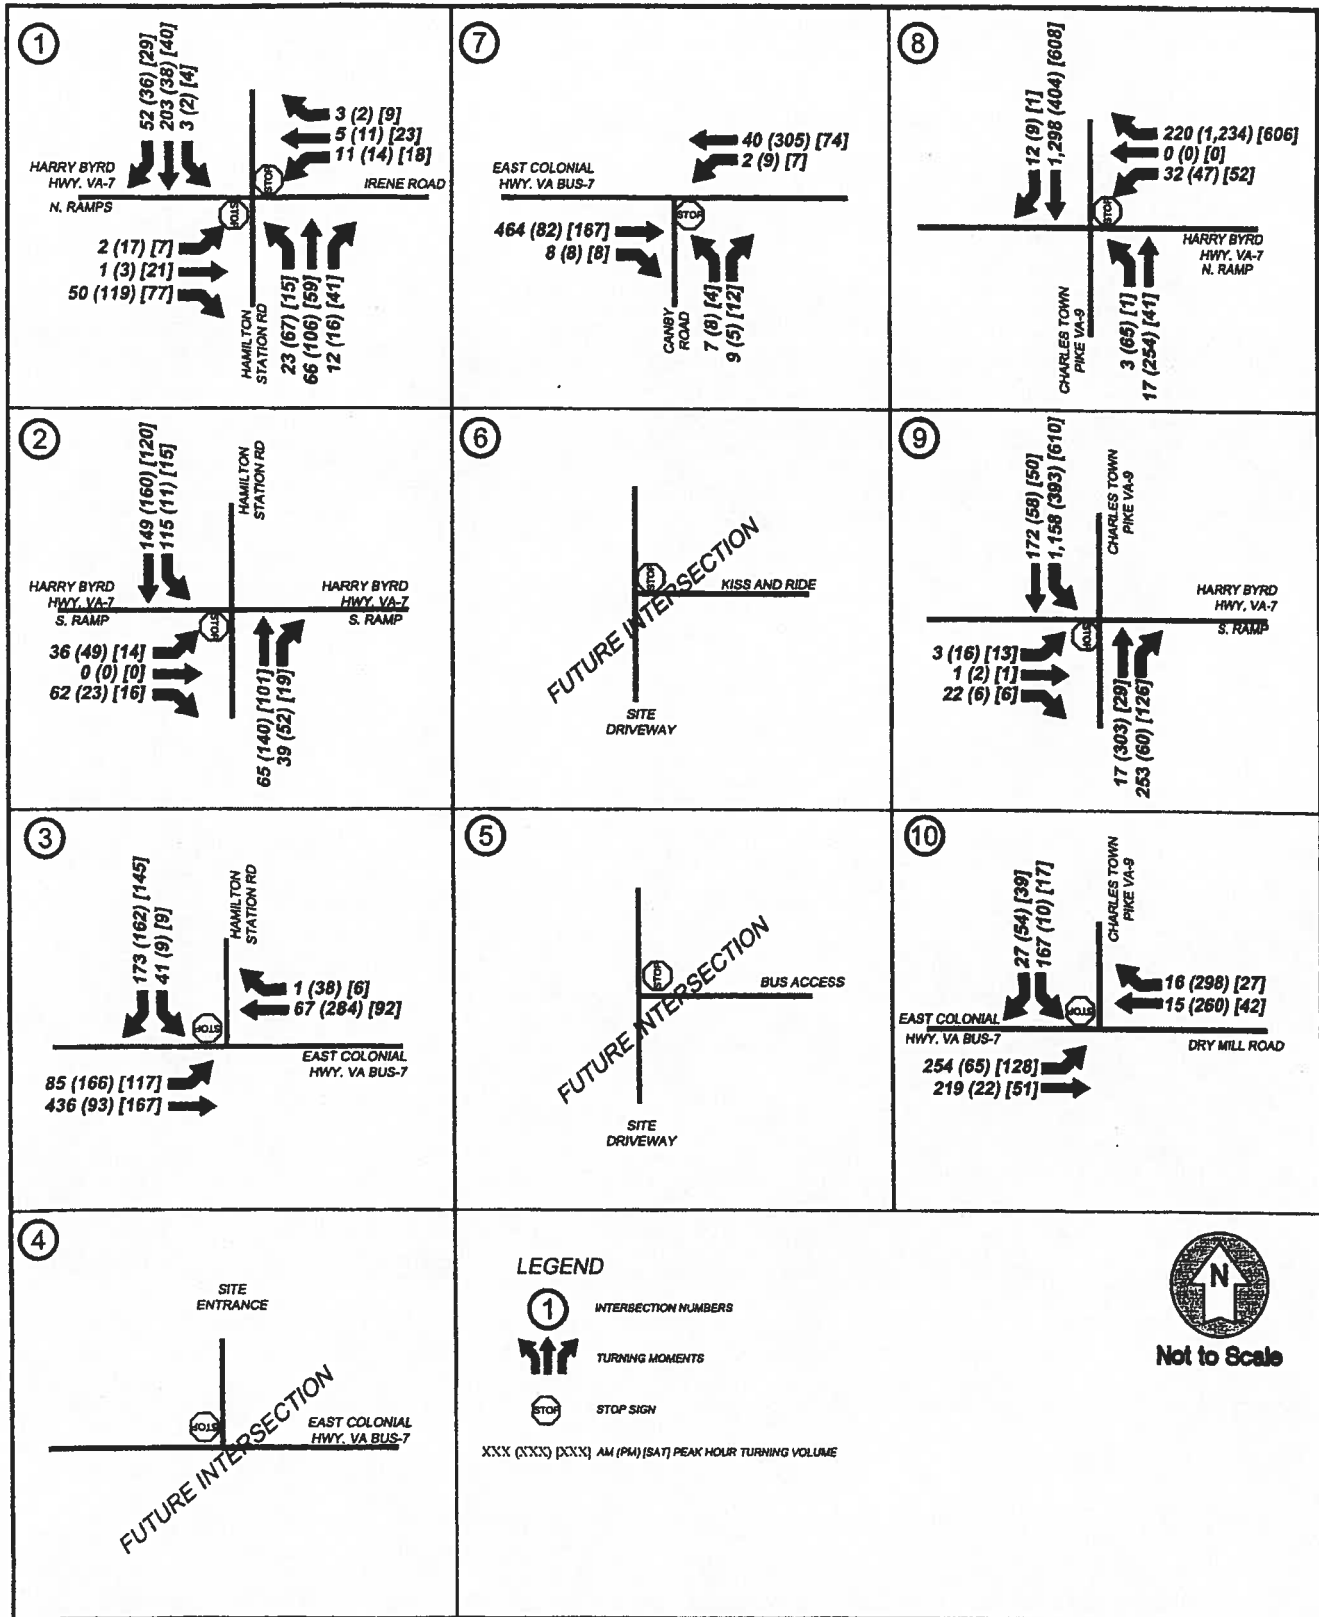 1
52 (36) [29]
203 (38) [40]
3 (2) [4]
3 (2) [9]
5 (11) [23]
11 (14) [18]
HARRY BYRD
HWY. VA-7
N. RAMPS
STOP
IRENE ROAD
STOP
2 (17) [7]
1 (3) [21]
50 (119) [77]
HAMILTON
STATION RD
23 (67) [15]
66 (106) [59]
12 (16) [41]
7
40 (305) [74]
2 (9) [7]
EAST COLONIAL
HWY. VA BUS-7
STOP
464 (82) [187]
8 (8) [8]
CANBY
ROAD
7 (8) [4]
9 (5) [12]
8
12 (9) [1]
1,298 (404) [608]
220 (1,234) [606]
0 (0) [0]
32 (47) [52]
STOP
HARRY BYRD
HWY. VA-7
N. RAMP
CHARLES TOWN
PIKE VA-9
3 (65) [1]
17 (254) [41]
2
149 (160) [120]
115 (11) [15]
HAMILTON
STATION RD
HARRY BYRD
HWY. VA-7
S. RAMP
HARRY BYRD
HWY. VA-7
S. RAMP
STOP
36 (49) [14]
0 (0) [0]
62 (23) [16]
65 (140) [101]
39 (52) [19]
6
STOP
KISS AND RIDE
FUTURE INTERSECTION
SITE
DRIVEWAY
9
172 (58) [50]
1,158 (393) [610]
CHARLES TOWN
PIKE VA-9
HARRY BYRD
HWY, VA-7
S. RAMP
STOP
3 (16) [13]
1 (2) [1]
22 (6) [6]
17 (303) [29]
253 (60) [126]
3
173 (162) [145]
41 (9) [9]
HAMILTON
STATION RD
1 (38) [6]
67 (284) [92]
STOP
EAST COLONIAL
HWY. VA BUS-7
85 (166) [117]
436 (93) [167]
5
STOP
BUS ACCESS
FUTURE INTERSECTION
SITE
DRIVEWAY
10
27 (54) [39]
167 (10) [17]
CHARLES TOWN
PIKE VA-9
16 (298) [27]
15 (260) [42]
STOP
EAST COLONIAL
HWY. VA BUS-7
DRY MILL ROAD
254 (65) [128]
219 (22) [51]
4
SITE
ENTRANCE
STOP
EAST COLONIAL
HWY. VA BUS-7
FUTURE INTERSECTION
LEGEND
1 INTERSECTION NUMBERS
TURNING MOMENTS
STOP STOP SIGN
XXX (XXX) [XXX] AM (PM) [SAT] PEAK HOUR TURNING VOLUME
N
Not to Scale